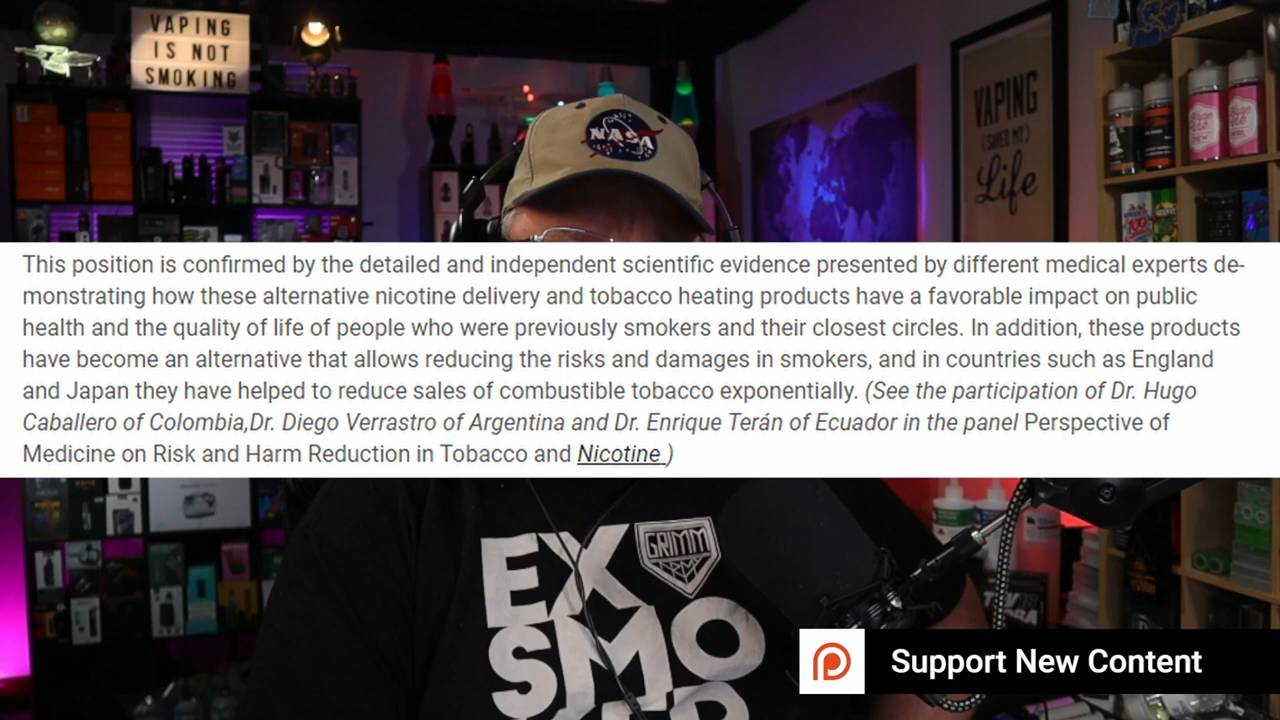 VAPING
IS NOT
SMOKING
NASA
VAPING
(SAVED MY)
Life
This position is confirmed by the detailed and independent scientific evidence presented by different medical experts de-
monstrating how these alternative nicotine delivery and tobacco heating products have a favorable impact on public
health and the quality of life of people who were previously smokers and their closest circles. In addition, these products
have become an alternative that allows reducing the risks and damages in smokers, and in countries such as England
and Japan they have helped to reduce sales of combustible tobacco exponentially. (See the participation of Dr. Hugo
Caballero of Colombia,Dr. Diego Verrastro of Argentina and Dr. Enrique Terán of Ecuador in the panel Perspective of
Medicine on Risk and Harm Reduction in Tobacco and Nicotine )
EX
GRIMM
ARMY
SMO
KER
Support New Content